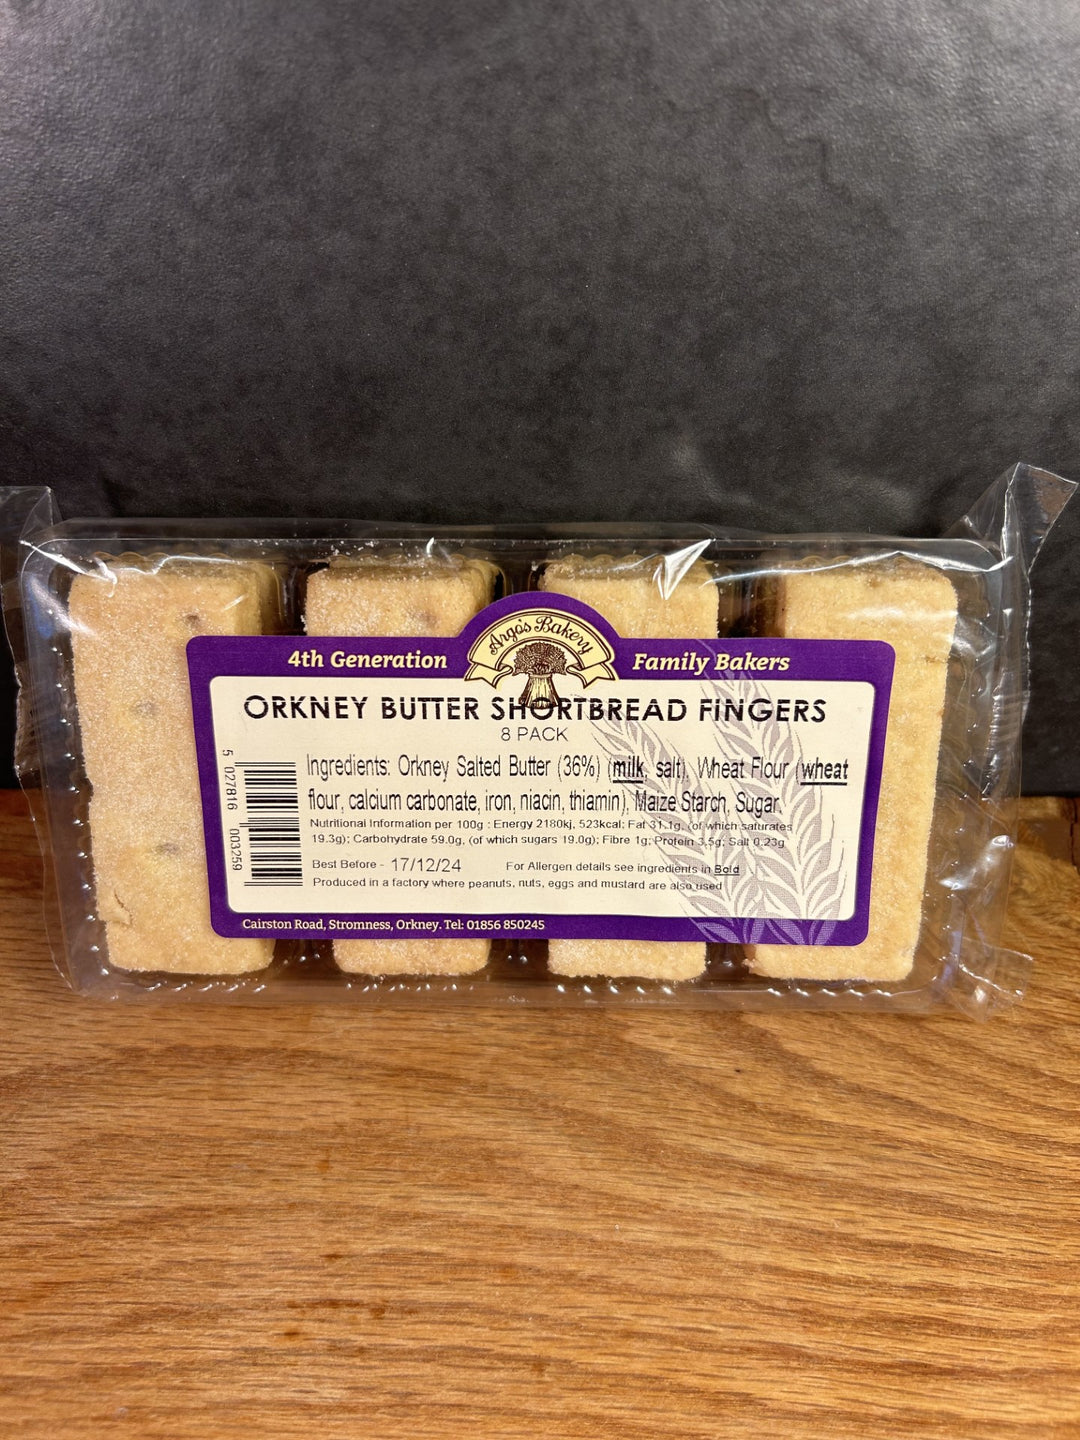 Argo's Bakery
4th Generation Family Bakers
ORKNEY BUTTER SHORTBREAD FINGERS
8 PACK
Ingredients: Orkney Salted Butter (36%) (milk, salt), Wheat Flour (wheat
flour, calcium carbonate, iron, niacin, thiamin), Maize Starch, Sugar,
Nutritional Information per 100g : Energy 2180kj, 523kcal; Fat 31.1g, (of which saturates
19.3g); Carbohydrate 59.0g, (of which sugars 19.0g); Fibre 1g; Protein 3.5g; Salt 0.23g
Best Before - 17/12/24 For Allergen details see ingredients in Bold
Produced in a factory where peanuts, nuts, eggs and mustard are also used
5 027816 003259
Cairston Road, Stromness, Orkney. Tel: 01856 850245